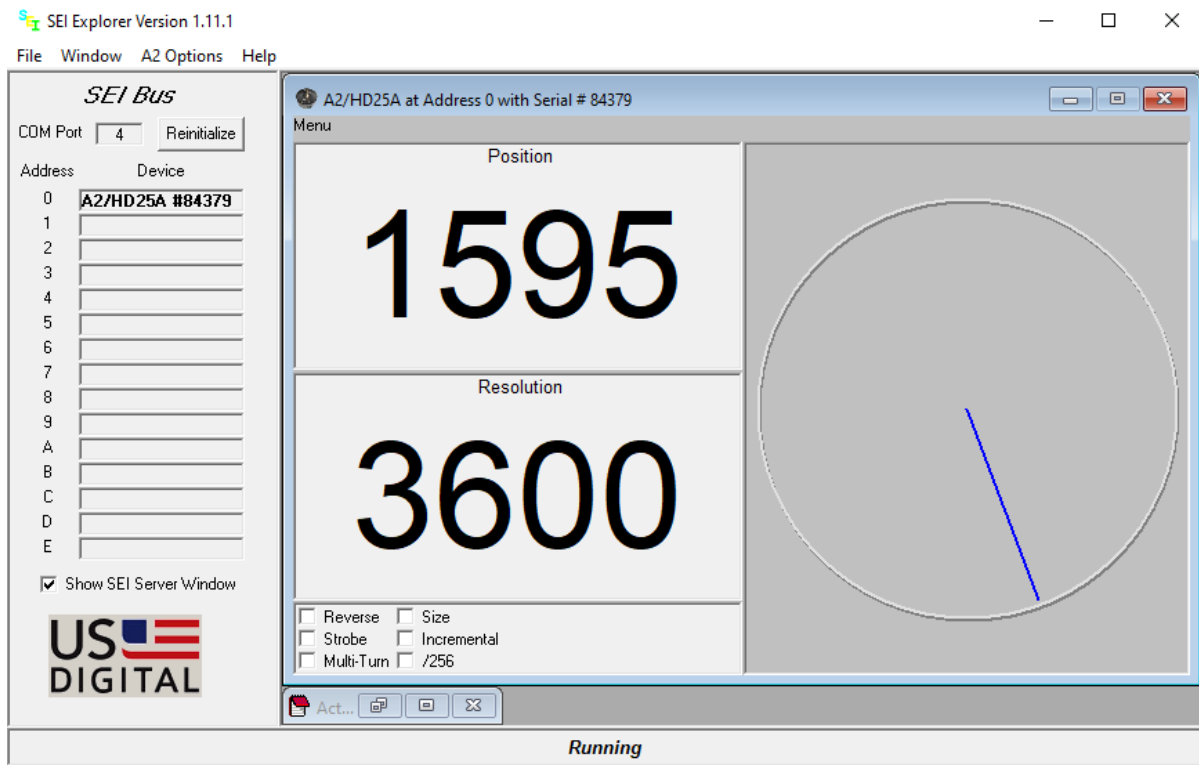 SEI SEI Explorer Version 1.11.1
File Window A2 Options Help
SEI Bus
COM Port 4 Reinitialize
Address Device
0 A2/HD25A #84379
1
2
3
4
5
6
7
8
9
A
B
C
D
E
Show SEI Server Window
US
DIGITAL
A2/HD25A at Address 0 with Serial # 84379
Menu
Position
1595
Resolution
3600
Reverse Size
Strobe Incremental
Multi-Turn /256
Act...
Running